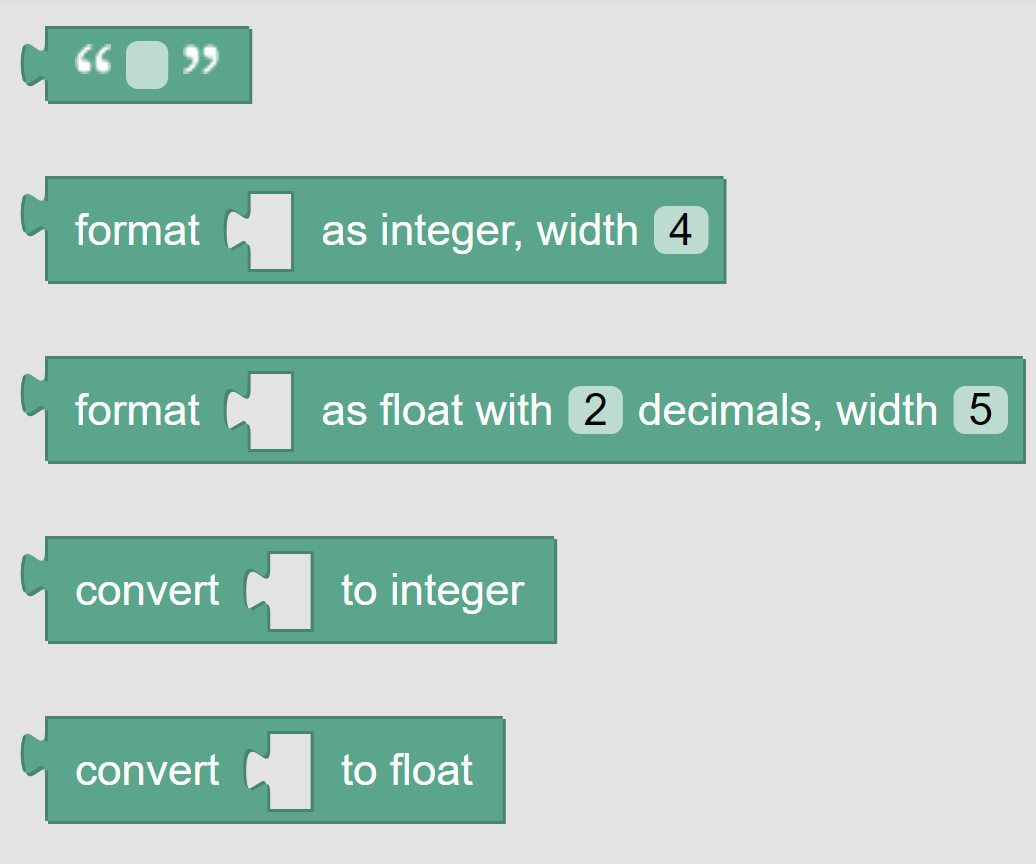 “ ”
format as integer, width 4
format as float with 2 decimals, width 5
convert to integer
convert to float